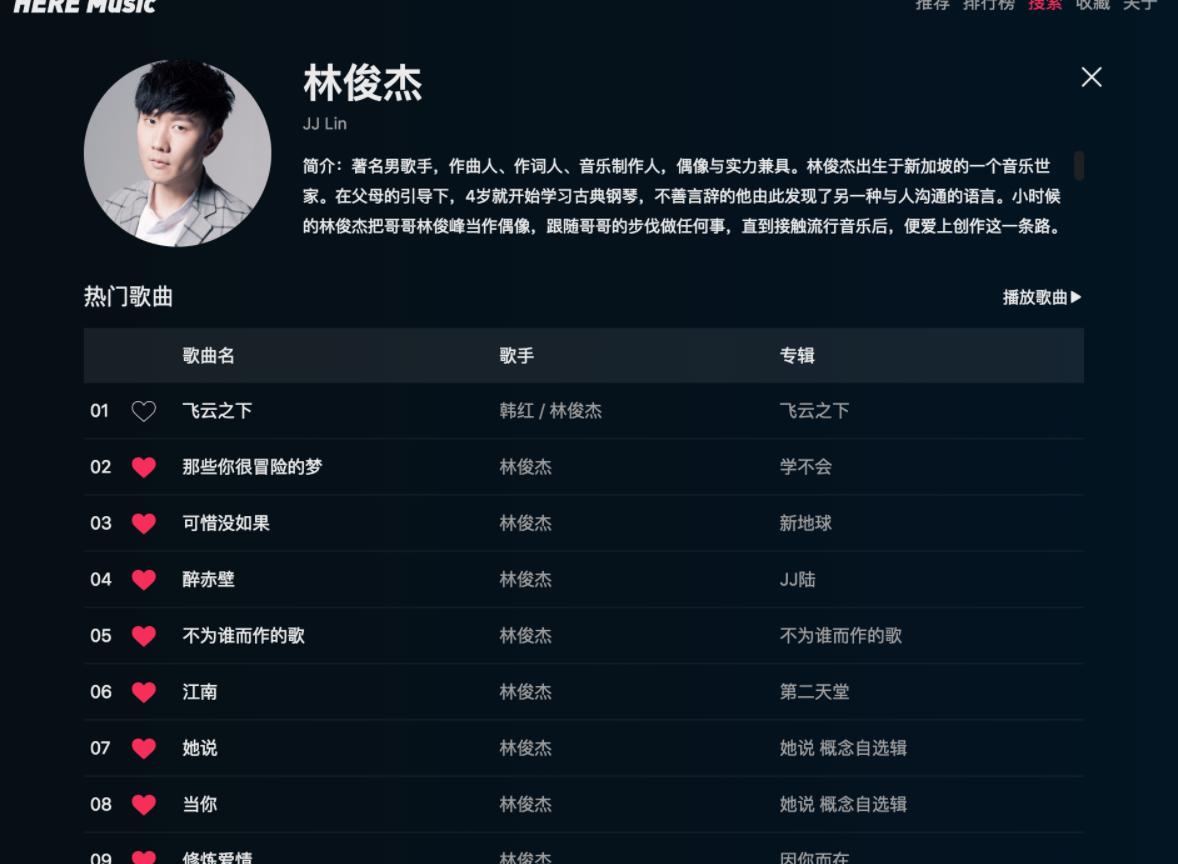 HERE Music
推荐 排行榜 搜索 收藏 关于
林俊杰
JJ Lin
简介：著名男歌手，作曲人、作词人、音乐制作人，偶像与实力兼具。林俊杰出生于新加坡的一个音乐世
家。在父母的引导下，4岁就开始学习古典钢琴，不善言辞的他由此发现了另一种与人沟通的语言。小时候
的林俊杰把哥哥林俊峰当作偶像，跟随哥哥的步伐做任何事，直到接触流行音乐后，便爱上创作这一条路。
热门歌曲 播放歌曲▶
歌曲名 歌手 专辑
01 飞云之下 韩红 / 林俊杰 飞云之下
02 那些你很冒险的梦 林俊杰 学不会
03 可惜没如果 林俊杰 新地球
04 醉赤壁 林俊杰 JJ陆
05 不为谁而作的歌 林俊杰 不为谁而作的歌
06 江南 林俊杰 第二天堂
07 她说 林俊杰 她说 概念自选辑
08 当你 林俊杰 她说 概念自选辑
09 修炼爱情 林俊杰 因你而在